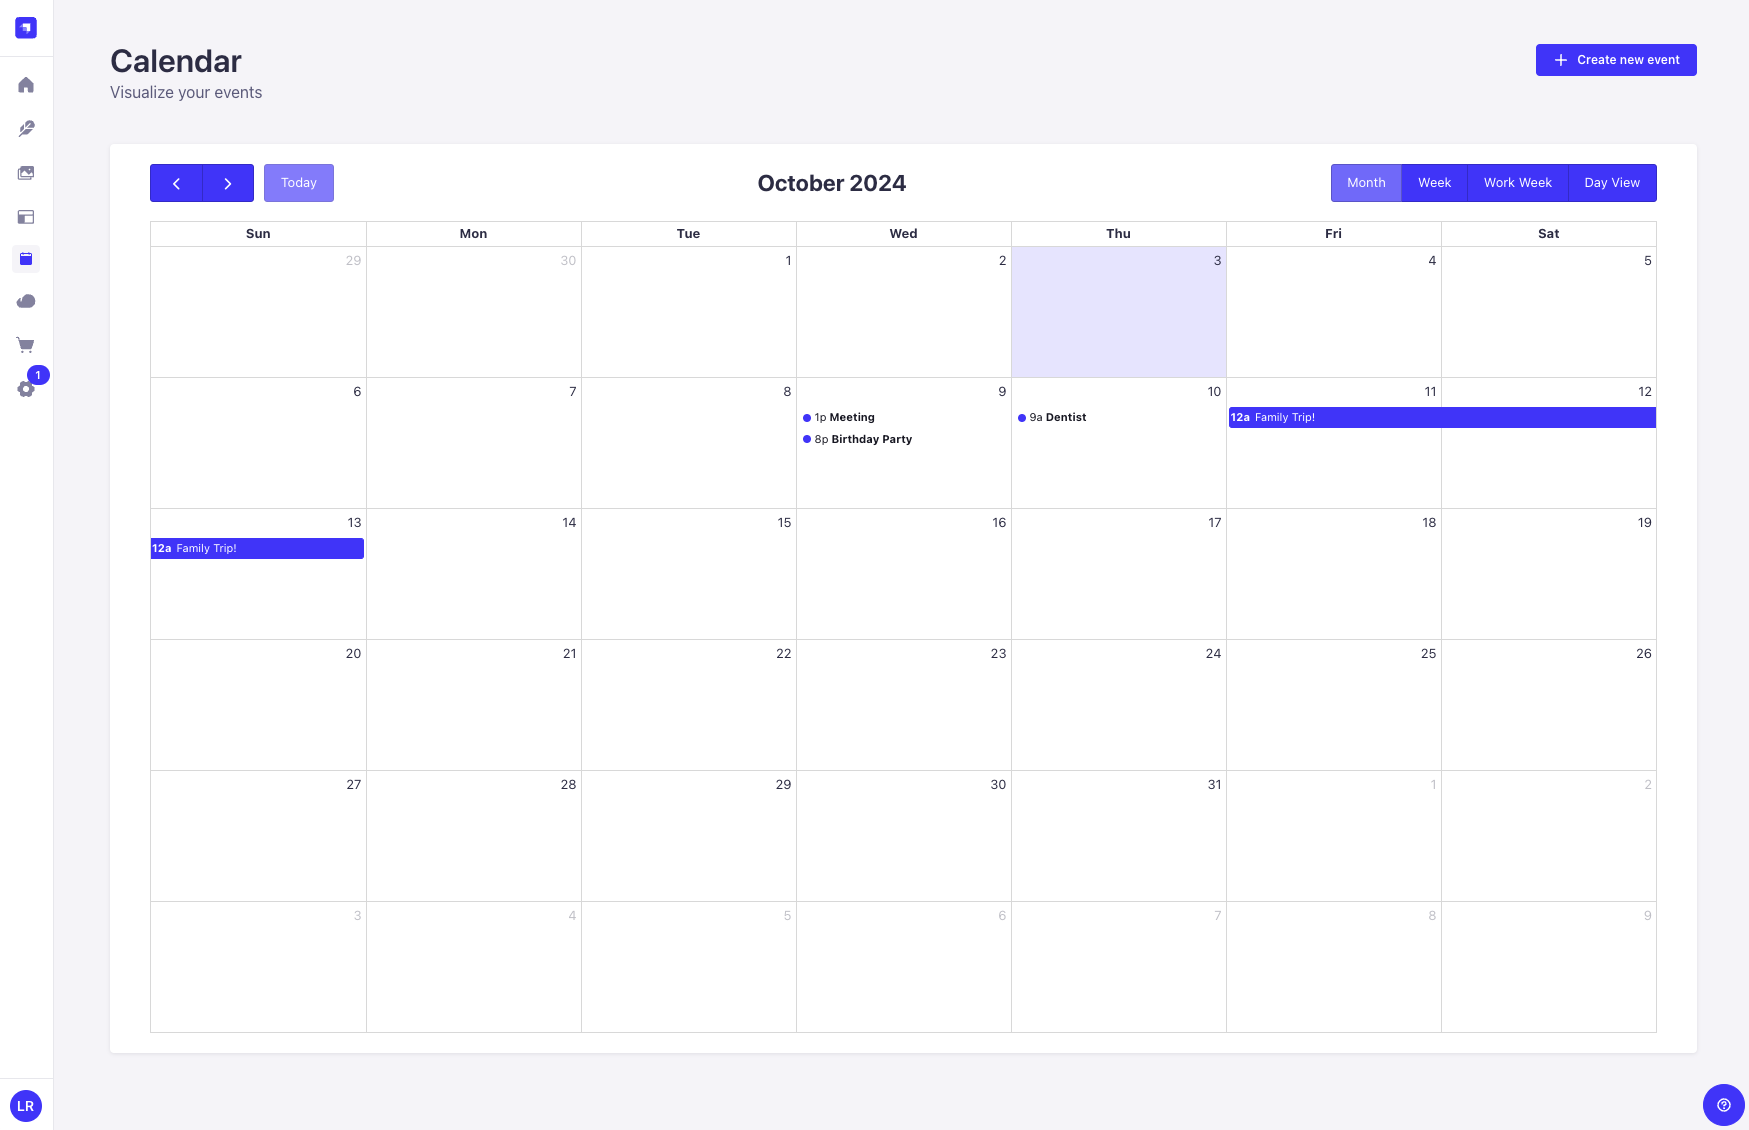 Calendar
Visualize your events
Create new event
Today
October 2024
Month Week Work Week Day View
Sun Mon Tue Wed Thu Fri Sat
29 30 1 2 3 4 5
6 7 8 9 10 11 12
1p Meeting 9a Dentist 12a Family Trip!
8p Birthday Party
13 14 15 16 17 18 19
12a Family Trip!
20 21 22 23 24 25 26
27 28 29 30 31 1 2
3 4 5 6 7 8 9
1
LR